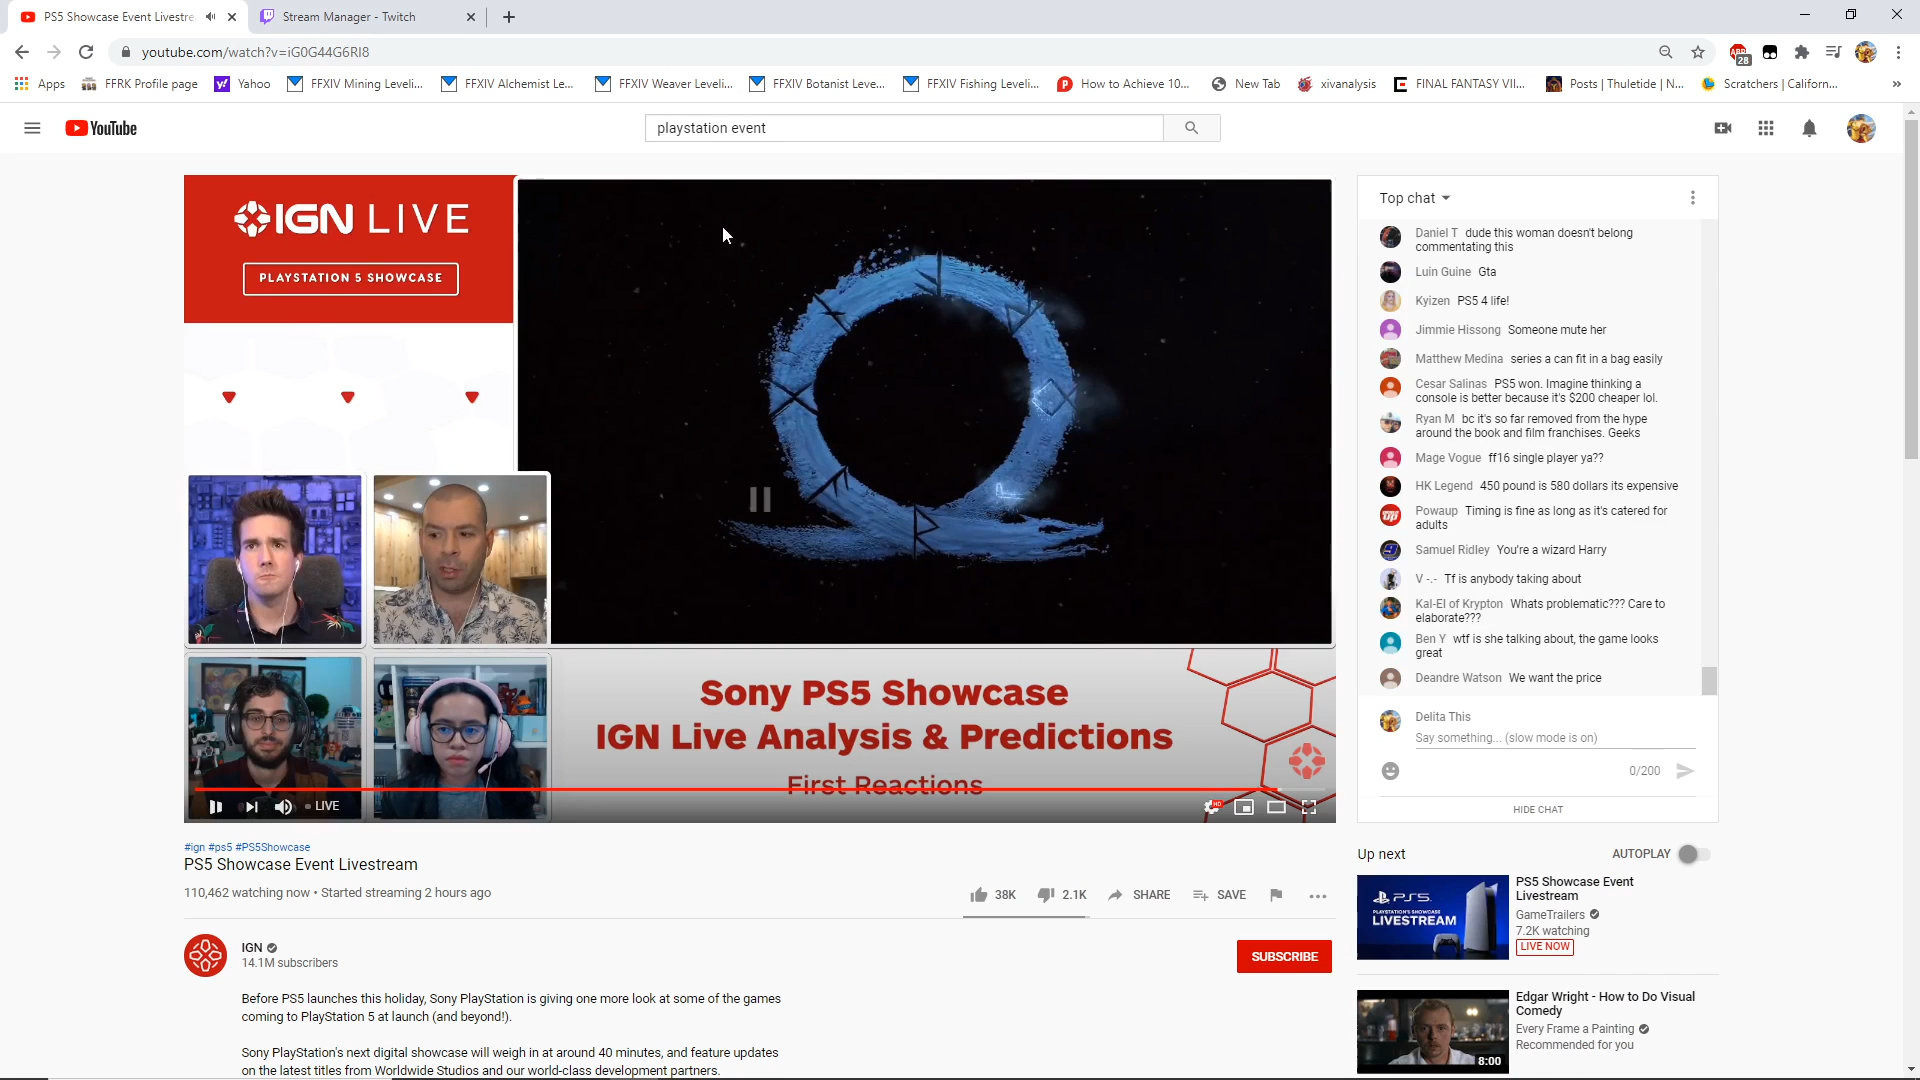 PS5 Showcase Event Livestre
Stream Manager - Twitch
youtube.com/watch?v=iG0G44G6RI8
28
Apps
FFRK Profile page
Yahoo
FFXIV Mining Leveli...
FFXIV Alchemist Le...
FFXIV Weaver Leveli...
FFXIV Botanist Leve...
FFXIV Fishing Leveli...
How to Achieve 10...
New Tab
xivanalysis
FINAL FANTASY VII...
Posts | Thuletide | N...
Scratchers | Californ...
YouTube
playstation event
IGN LIVE
PLAYSTATION 5 SHOWCASE
Sony PS5 Showcase
IGN Live Analysis & Predictions
First Reactions
LIVE
HD
#ign #ps5 #PS5Showcase
PS5 Showcase Event Livestream
110,462 watching now • Started streaming 2 hours ago
38K
2.1K
SHARE
SAVE
IGN
14.1M subscribers
SUBSCRIBE
Before PS5 launches this holiday, Sony PlayStation is giving one more look at some of the games
coming to PlayStation 5 at launch (and beyond!).
Sony PlayStation's next digital showcase will weigh in at around 40 minutes, and feature updates
on the latest titles from Worldwide Studios and our world-class development partners.
Top chat
Daniel T dude this woman doesn't belong
commentating this
Luin Guine Gta
Kyizen PS5 4 life!
Jimmie Hissong Someone mute her
Matthew Medina series a can fit in a bag easily
Cesar Salinas PS5 won. Imagine thinking a
console is better because it's $200 cheaper lol.
Ryan M bc it's so far removed from the hype
around the book and film franchises. Geeks
Mage Vogue ff16 single player ya??
HK Legend 450 pound is 580 dollars its expensive
Powaup Timing is fine as long as it's catered for
adults
Samuel Ridley You're a wizard Harry
V -.- Tf is anybody taking about
Kal-El of Krypton Whats problematic??? Care to
elaborate???
Ben Y wtf is she talking about, the game looks
great
Deandre Watson We want the price
Delita This
Say something... (slow mode is on)
0/200
HIDE CHAT
Up next
AUTOPLAY
PS5
PLAYSTATION'S SHOWCASE
LIVESTREAM
PS5 Showcase Event
Livestream
GameTrailers
7.2K watching
LIVE NOW
8:00
Edgar Wright - How to Do Visual
Comedy
Every Frame a Painting
Recommended for you